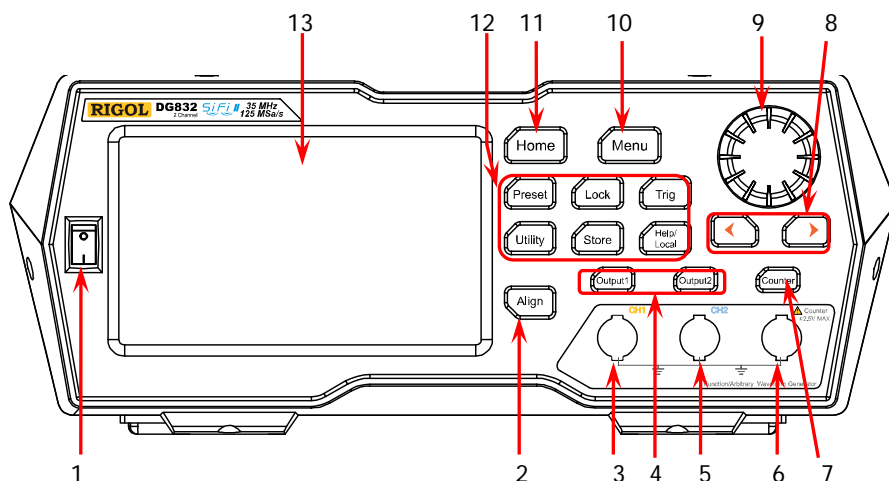 13 12 11 10 9 8
RIGOL DG832 SiFi II 35 MHz
2 Channel 125 MSa/s
Home Menu
Preset Lock Trig
Utility Store Help/
Local
Output1 Output2 Counter
Align
CH1 CH2 Counter
±2.5V MAX
Function/Arbitrary Waveform Generator
1 2 3 4 5 6 7